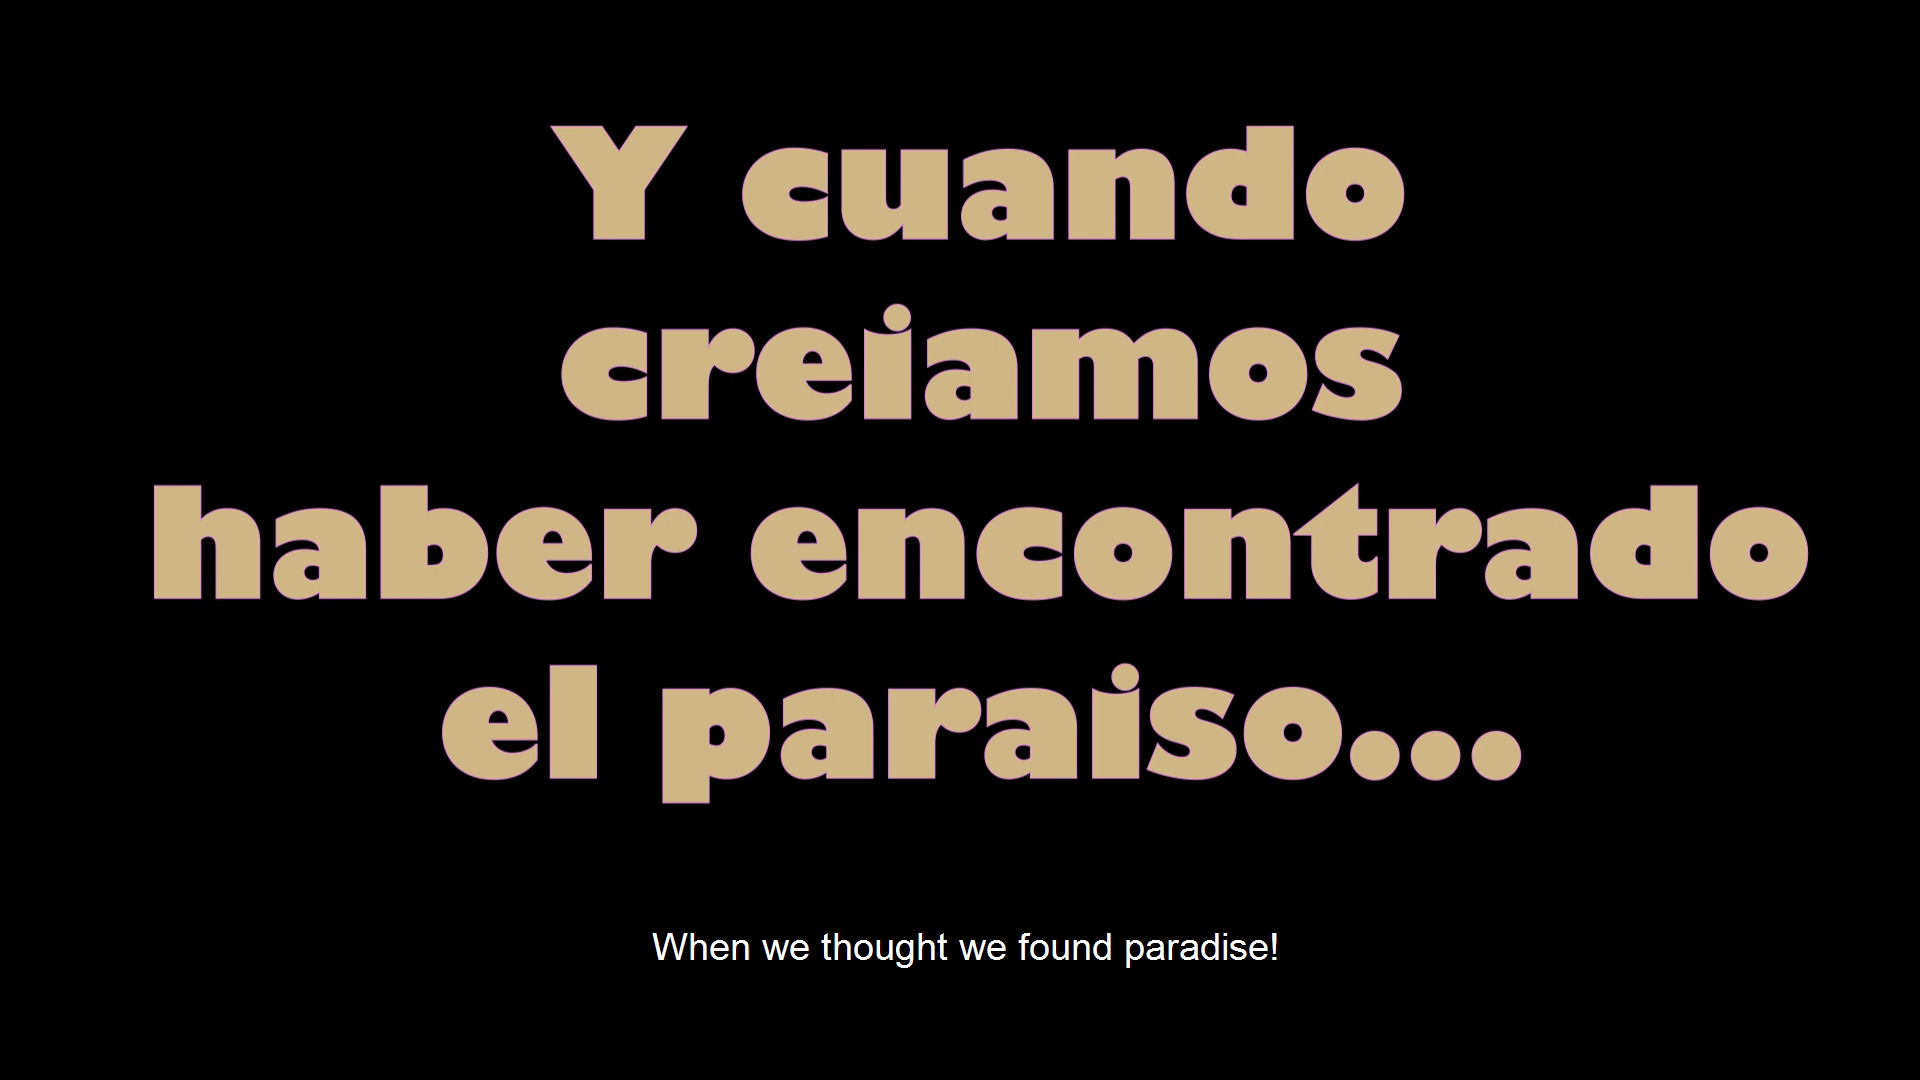 Y cuando
creiamos
haber encontrado
el paraiso...
When we thought we found paradise!